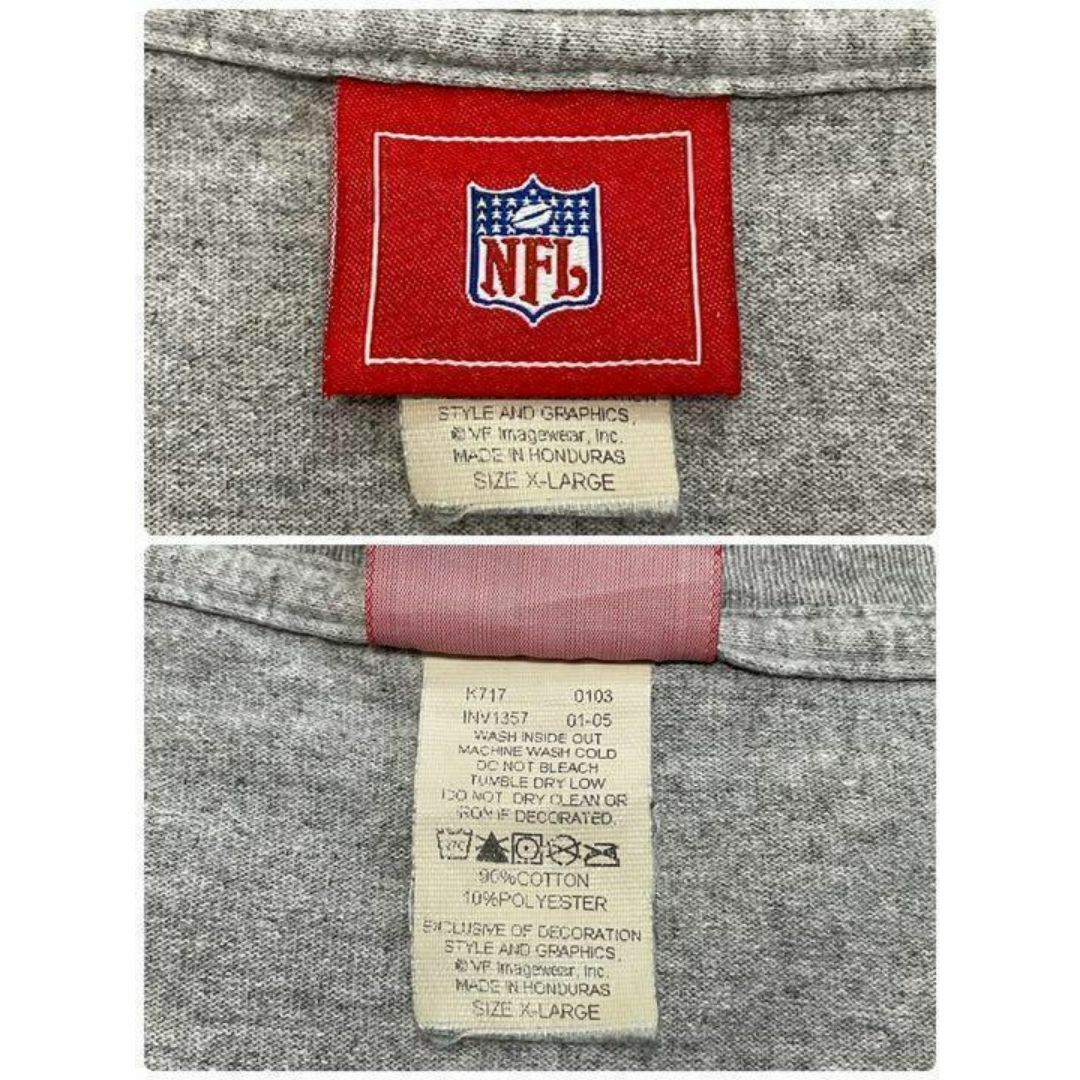 NFL
STYLE AND GRAPHICS,
© VF Imagewear, Inc.
MADE IN HONDURAS
SIZE X-LARGE
K717 0103
INV1357 01-05
WASH INSIDE OUT
MACHINE WASH COLD
DO NOT BLEACH
TUMBLE DRY LOW
DO NOT DRY CLEAN OR
IRON IF DECORATED.
90%COTTON
10%POLYESTER
EXCLUSIVE OF DECORATION
STYLE AND GRAPHICS,
© VF Imagewear, Inc.
MADE IN HONDURAS
SIZE X-LARGE